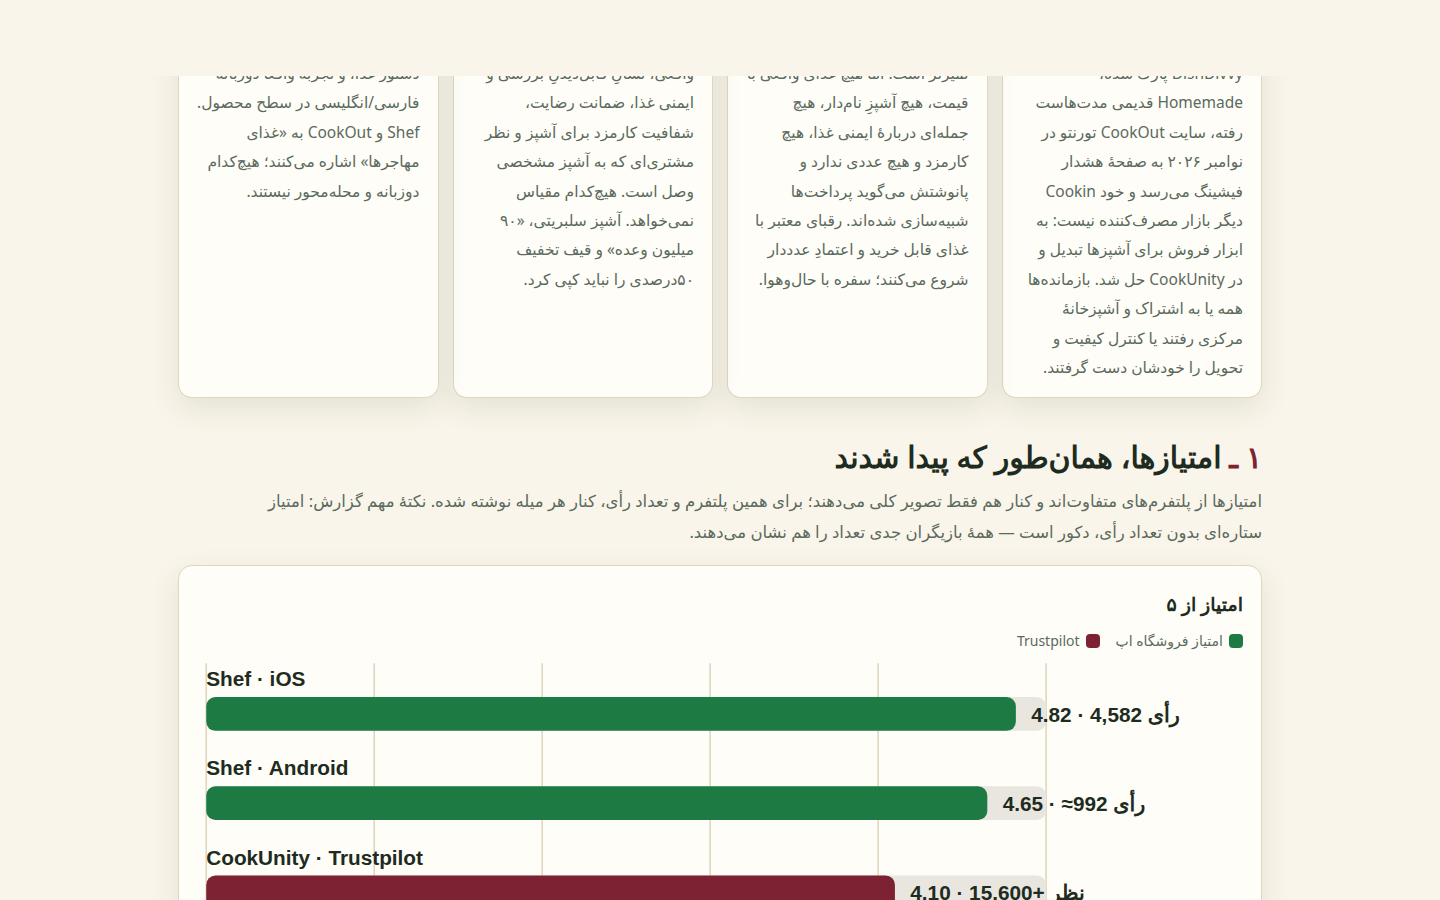 Homemade قدیمی مدت‌هاست
رفته، سایت CookOut تورنتو در
نوامبر ۲۰۲۶ به صفحهٔ هشدار
فیشینگ می‌رسد و خود Cookin
دیگر بازار مصرف‌کننده نیست: به
ابزار فروش برای آشپزها تبدیل و
در CookUnity حل شد. بازمانده‌ها
همه یا به اشتراک و آشپزخانهٔ
مرکزی رفتند یا کنترل کیفیت و
تحویل را خودشان دست گرفتند.
قیمت، هیچ آشپزِ نام‌دار، هیچ
جمله‌ای دربارهٔ ایمنی غذا، هیچ
کارمزد و هیچ عددی ندارد و
پانوشتش می‌گوید پرداخت‌ها
شبیه‌سازی شده‌اند. رقبای معتبر با
غذای قابل خرید و اعتمادِ عدددار
شروع می‌کنند؛ سفره با حال‌وهوا.
ایمنی غذا، ضمانت رضایت،
شفافیت کارمزد برای آشپز و نظر
مشتری‌ای که به آشپز مشخصی
وصل است. هیچ‌کدام مقیاس
نمی‌خواهد. آشپز سلبریتی، «۹۰
میلیون وعده» و قیف تخفیف
۵۰درصدی را نباید کپی کرد.
فارسی/انگلیسی در سطح محصول.
Shef و CookOut به «غذای
مهاجرها» اشاره می‌کنند؛ هیچ‌کدام
دوزبانه و محله‌محور نیستند.
۱ ـ امتیازها، همان‌طور که پیدا شدند
امتیازها از پلتفرم‌های متفاوت‌اند و کنار هم فقط تصویر کلی می‌دهند؛ برای همین پلتفرم و تعداد رأی، کنار هر میله نوشته شده. نکتهٔ مهم گزارش: امتیاز
ستاره‌ای بدون تعداد رأی، دکور است — همهٔ بازیگران جدی تعداد را هم نشان می‌دهند.
امتیاز از ۵
امتیاز فروشگاه اپ
Trustpilot
Shef · iOS
4.82 · 4,582 رأی
Shef · Android
4.65 · ≈992 رأی
CookUnity · Trustpilot
4.10 · 15,600+ نظر